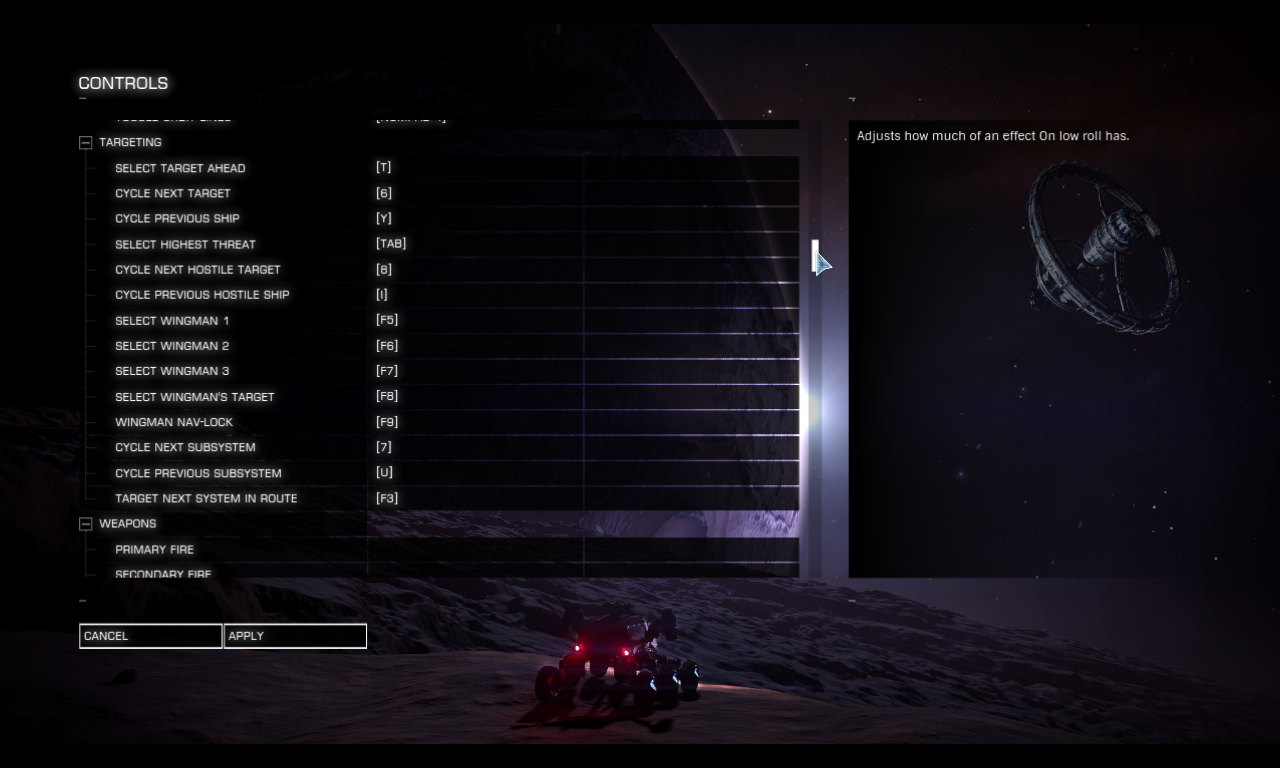 CONTROLS
TARGETING
SELECT TARGET AHEAD [T]
CYCLE NEXT TARGET [6]
CYCLE PREVIOUS SHIP [Y]
SELECT HIGHEST THREAT [TAB]
CYCLE NEXT HOSTILE TARGET [8]
CYCLE PREVIOUS HOSTILE SHIP [I]
SELECT WINGMAN 1 [F5]
SELECT WINGMAN 2 [F6]
SELECT WINGMAN 3 [F7]
SELECT WINGMAN'S TARGET [F8]
WINGMAN NAV-LOCK [F9]
CYCLE NEXT SUBSYSTEM [7]
CYCLE PREVIOUS SUBSYSTEM [U]
TARGET NEXT SYSTEM IN ROUTE [F3]
WEAPONS
PRIMARY FIRE
SECONDARY FIRE
CANCEL
APPLY
Adjusts how much of an effect On low roll has.